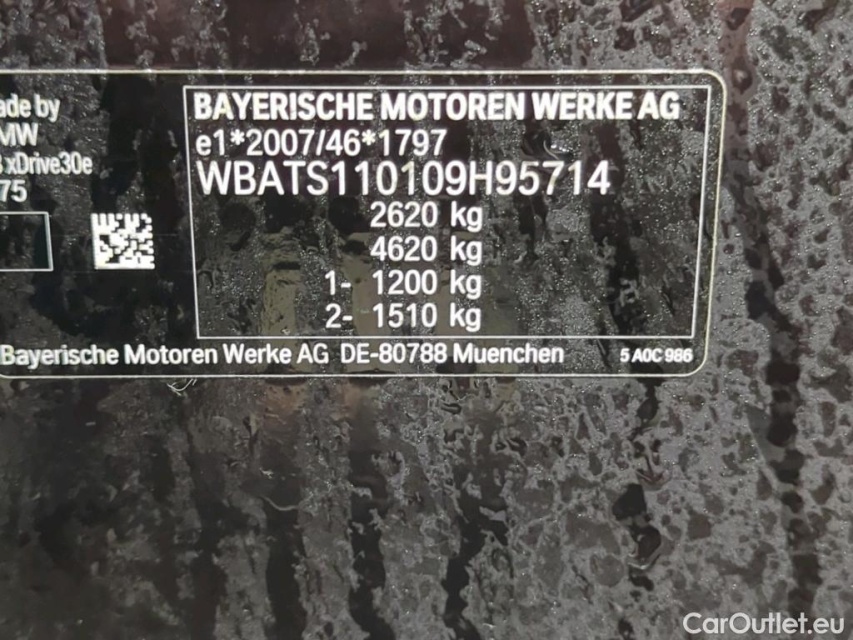 BAYERISCHE MOTOREN WERKE AG
e1*2007/46*1797
WBATS110109H95714
2620 kg
4620 kg
1- 1200 kg
2- 1510 kg
ade by
MW
xDrive30e
75
Bayerische Motoren Werke AG DE-80788 Muenchen
5 A0C 986
CarOutlet.eu